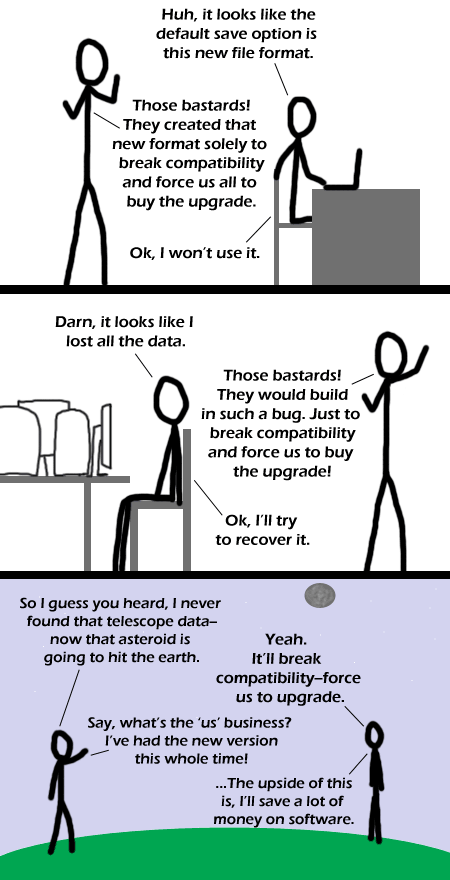 Huh, it looks like the
default save option is
this new file format.
Those bastards!
They created that
new format solely to
break compatibility
and force us all to
buy the upgrade.
Ok, I won't use it.
Darn, it looks like I
lost all the data.
Those bastards!
They would build
in such a bug. Just to
break compatibility
and force us to buy
the upgrade!
Ok, I'll try
to recover it.
So I guess you heard, I never
found that telescope data–
now that asteroid is
going to hit the earth.
Yeah.
It'll break
compatibility–force
us to upgrade.
Say, what's the 'us' business?
I've had the new version
this whole time!
...The upside of this
is, I'll save a lot of
money on software.